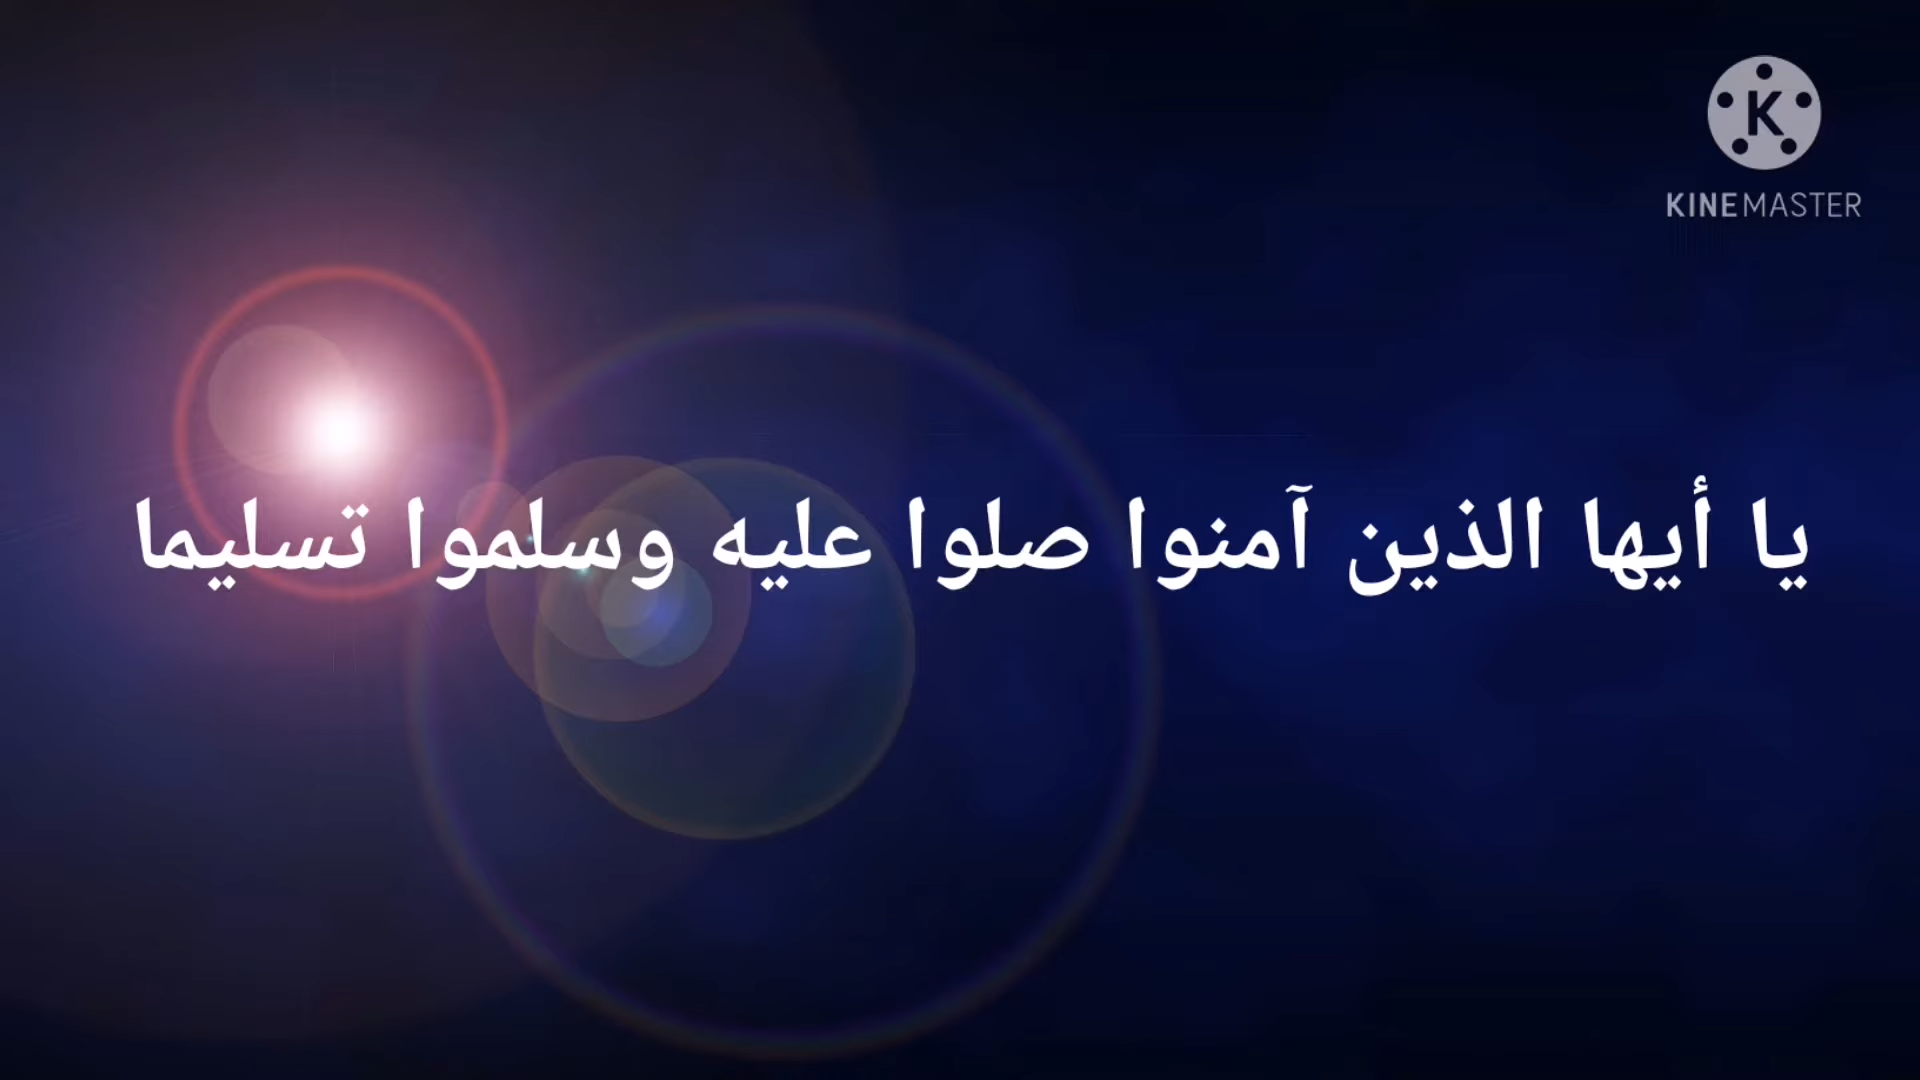 KINEMASTER
يا أيها الذين آمنوا صلوا عليه وسلموا تسليما